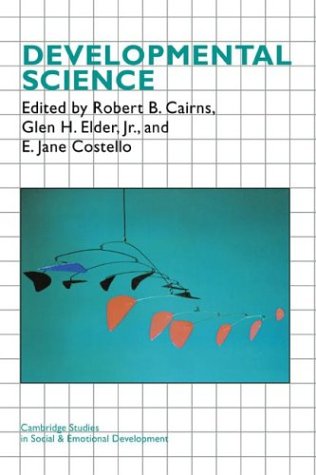 DEVELOPMENTAL
SCIENCE
Edited by Robert B. Cairns,
Glen H. Elder, Jr., and
E. Jane Costello
Cambridge Studies
in Social & Emotional Development